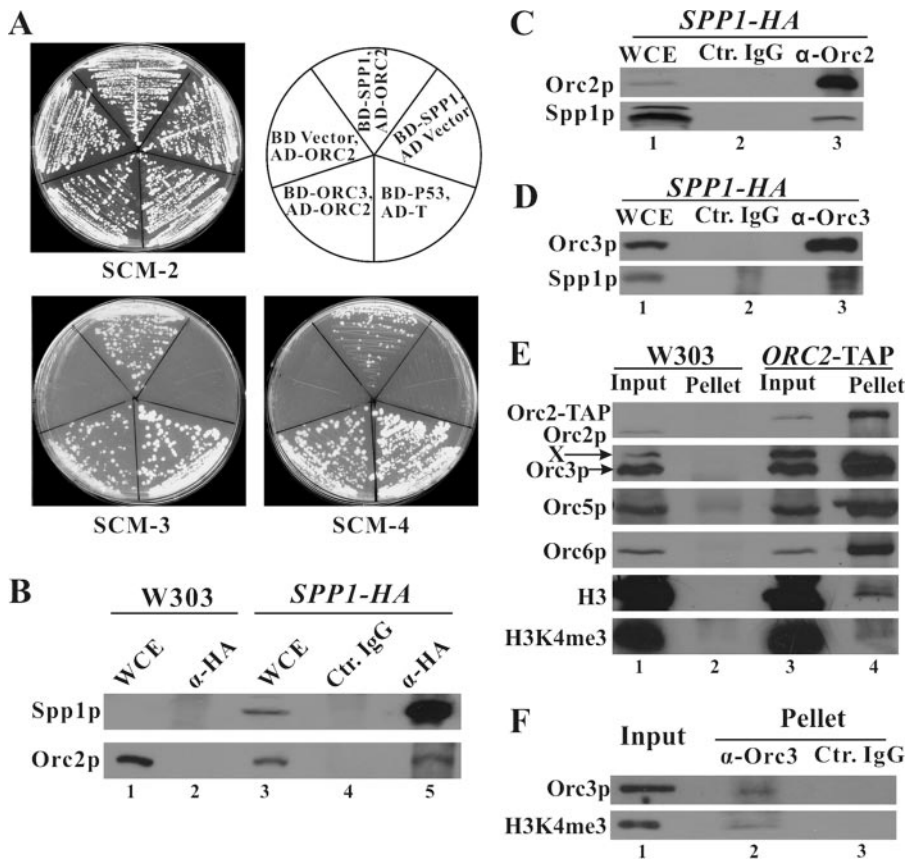 A
BD-SPP1,
AD-ORC2
BD-SPP1,
AD Vector
BD Vector,
AD-ORC2
BD-ORC3,
AD-ORC2
BD-P53,
AD-T
SCM-2
SCM-3
SCM-4
B
W303
SPP1-HA
WCE
α-HA
WCE
Ctr. IgG
α-HA
Spp1p
Orc2p
1 2 3 4 5
C
SPP1-HA
WCE Ctr. IgG α-Orc2
Orc2p
Spp1p
1 2 3
D
SPP1-HA
WCE Ctr. IgG α-Orc3
Orc3p
Spp1p
1 2 3
E
W303 ORC2-TAP
Input Pellet Input Pellet
Orc2-TAP
Orc2p
X
Orc3p
Orc5p
Orc6p
H3
H3K4me3
1 2 3 4
F
Pellet
Input
α-Orc3 Ctr. IgG
Orc3p
H3K4me3
1 2 3